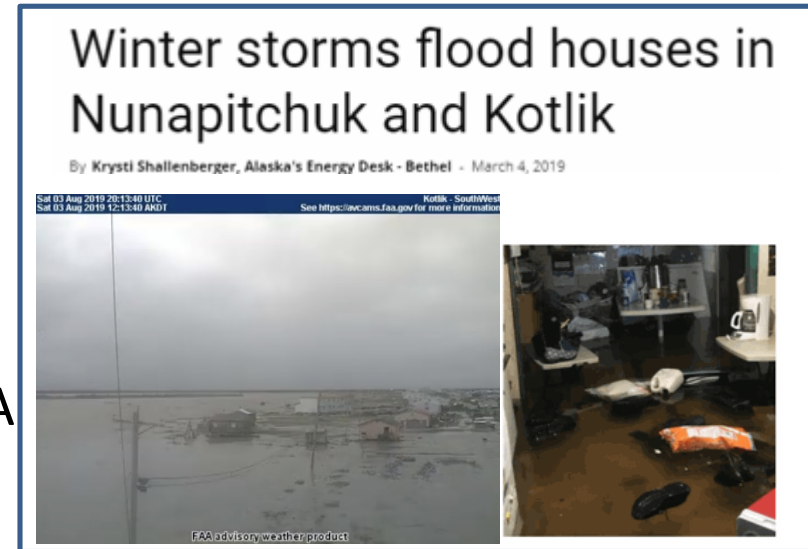 Winter storms flood houses in
Nunapitchuk and Kotlik
By Krysti Shallenberger, Alaska's Energy Desk - Bethel - March 4, 2019
Sat 03 Aug 2019 20:13:40 UTC
Sat 03 Aug 2019 12:13:40 AKDT
Kotlik - SouthWest
See https://avcams.faa.gov for more information
A
FAA advisory weather product